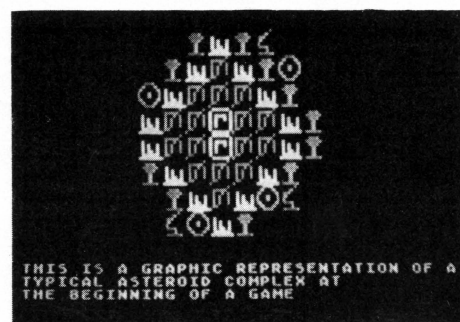 THIS IS A GRAPHIC REPRESENTATION OF A
TYPICAL ASTEROID COMPLEX AT
THE BEGINNING OF A GAME